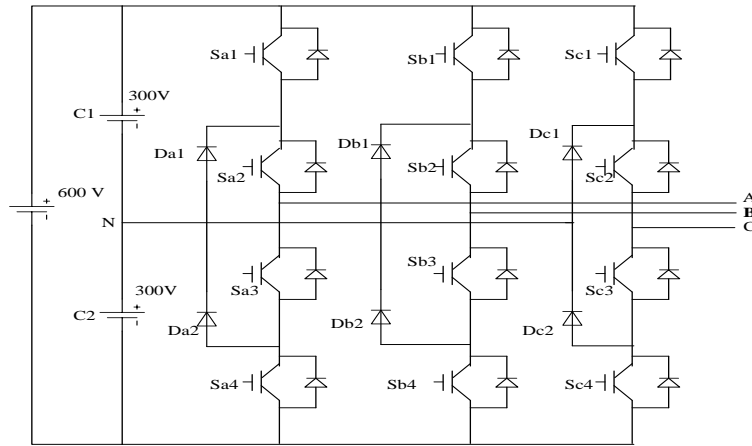 Sa1
Sb1
Sc1
300V
C1
Da1
Db1
Dc1
Sa2
Sb2
Sc2
600 V
A
N
B
C
300V
Sa3
Sb3
Sc3
C2
Da2
Db2
Dc2
Sa4
Sb4
Sc4